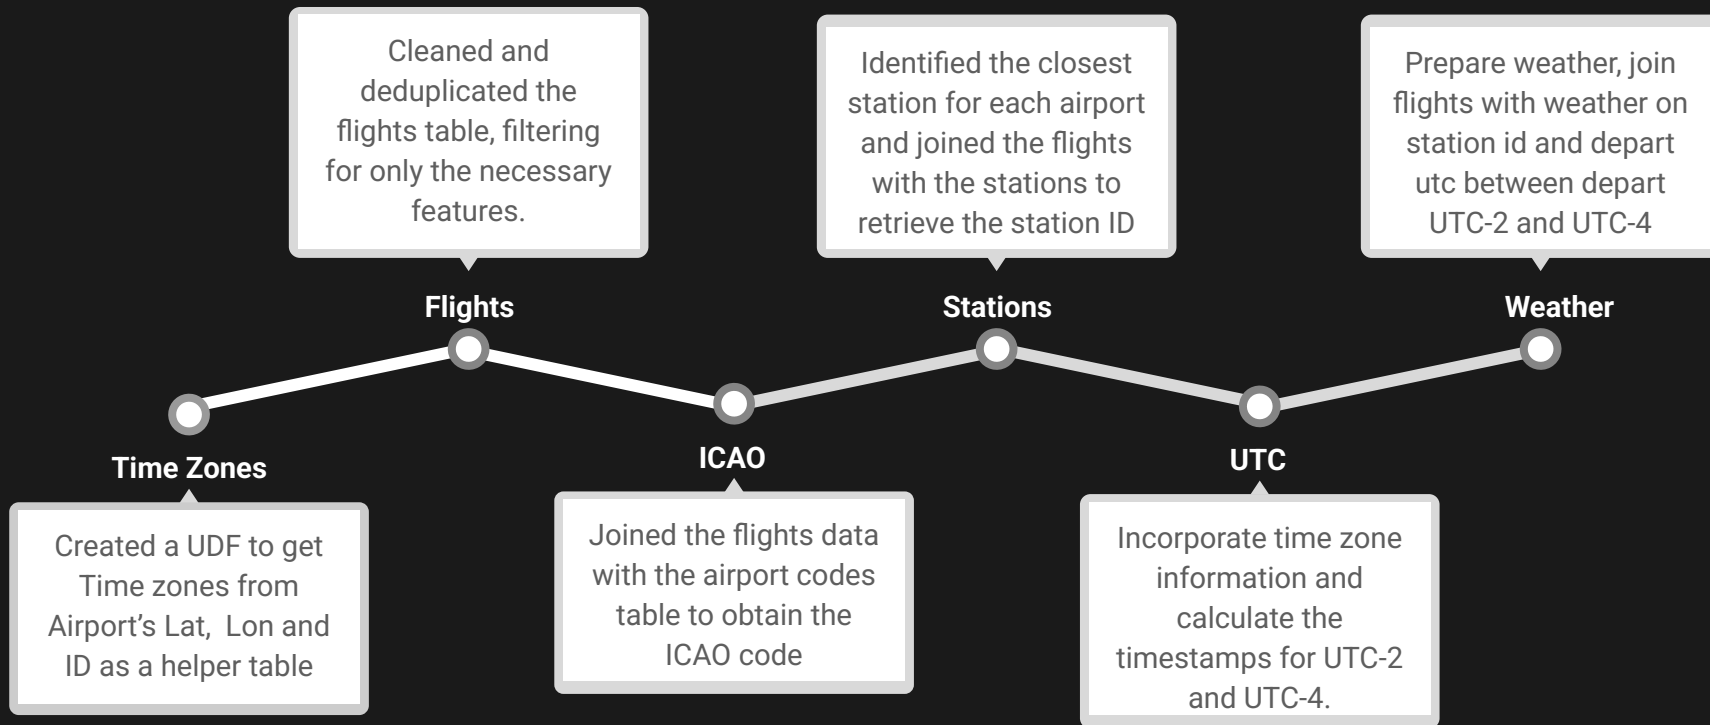 Cleaned and
deduplicated the
flights table, filtering
for only the necessary
features.
Flights
Identified the closest
station for each airport
and joined the flights
with the stations to
retrieve the station ID
Stations
Prepare weather, join
flights with weather on
station id and depart
utc between depart
UTC-2 and UTC-4
Weather
Time Zones
Created a UDF to get
Time zones from
Airport’s Lat,  Lon and
ID as a helper table
ICAO
Joined the flights data
with the airport codes
table to obtain the
ICAO code
UTC
Incorporate time zone
information and
calculate the
timestamps for UTC-2
and UTC-4.